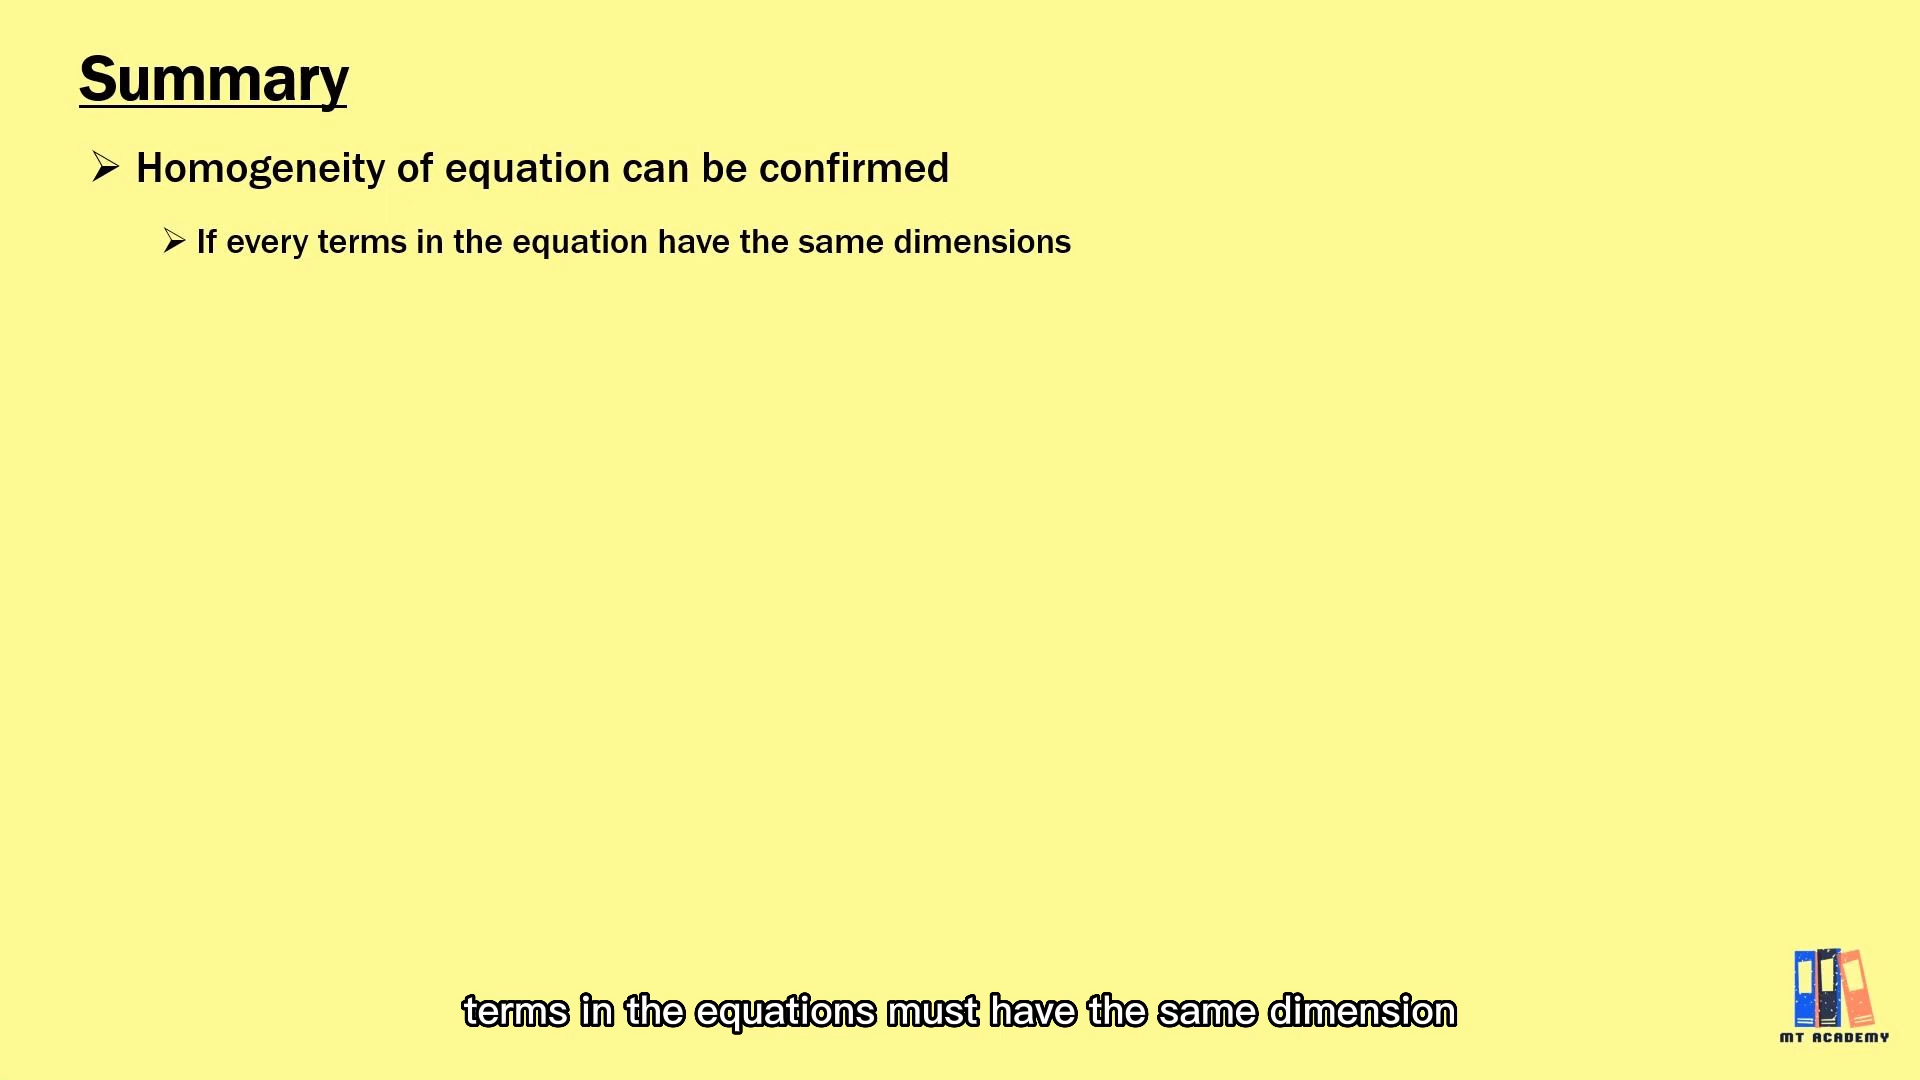 Summary
Homogeneity of equation can be confirmed
If every terms in the equation have the same dimensions
terms in the equations must have the same dimension
MT ACADEMY